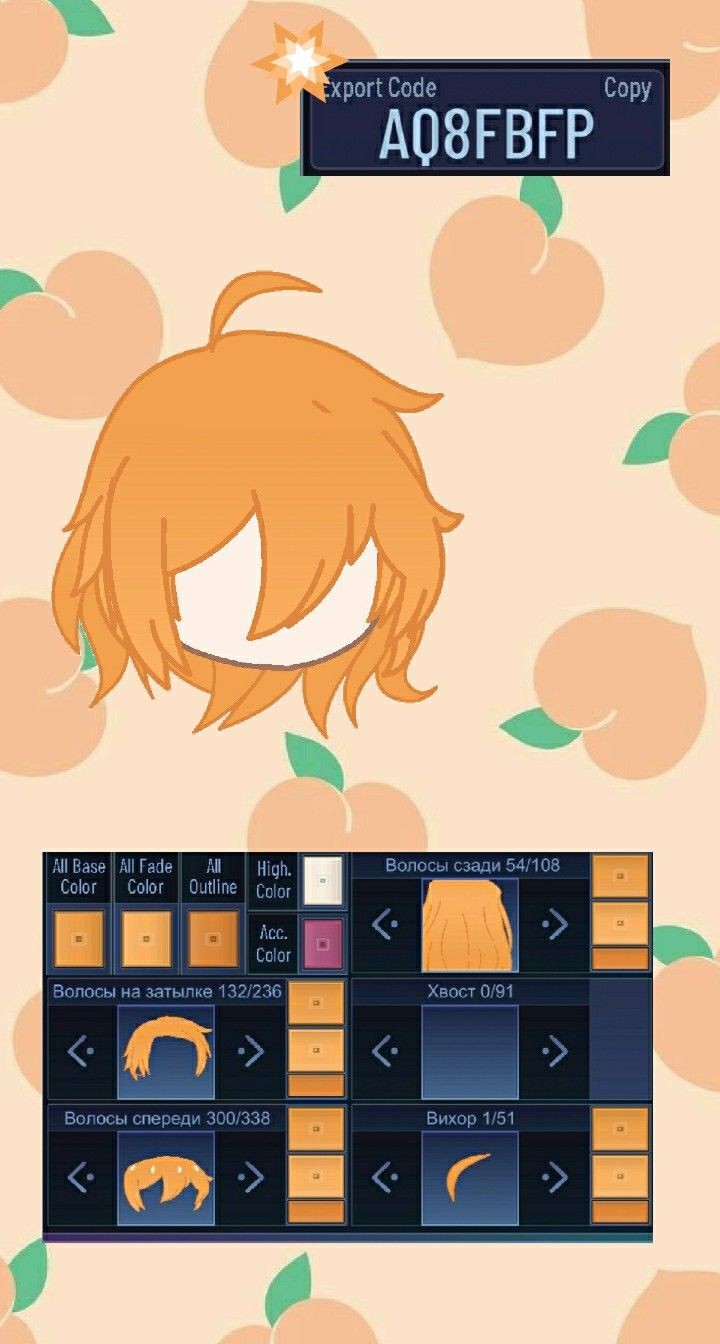 Export Code Copy
AQ8FBFP
All Base Color
All Fade Color
All Outline
High. Color
Acc. Color
Волосы сзади 54/108
Волосы на затылке 132/236
Хвост 0/91
Волосы спереди 300/338
Вихор 1/51